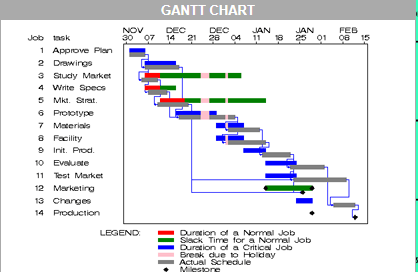 GANTT CHART
NOV DEC DEC JAN JAN FEB
Job task 30 07 14 21 28 04 11 18 25 01 08 15
1 Approve Plan
2 Drawings
3 Study Market
4 Write Specs
5 Mkt. Strat.
6 Prototype
7 Materials
8 Facility
9 Init. Prod.
10 Evaluate
11 Test Market
12 Marketing
13 Changes
14 Production
LEGEND: Duration of a Normal Job
Slack Time for a Normal Job
Duration of a Critical Job
Break due to Holiday
Actual Schedule
Milestone